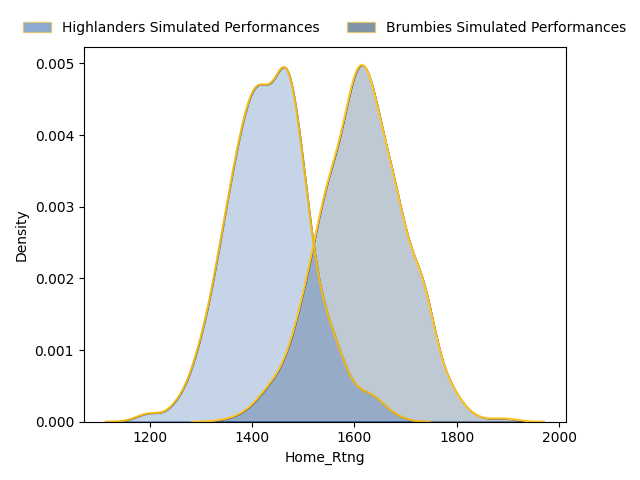 Highlanders Simulated Performances Brumbies Simulated Performances
0.005
0.004
0.003
0.002
0.001
0.000
Density
1200 1400 1600 1800 2000
Home_Rtng